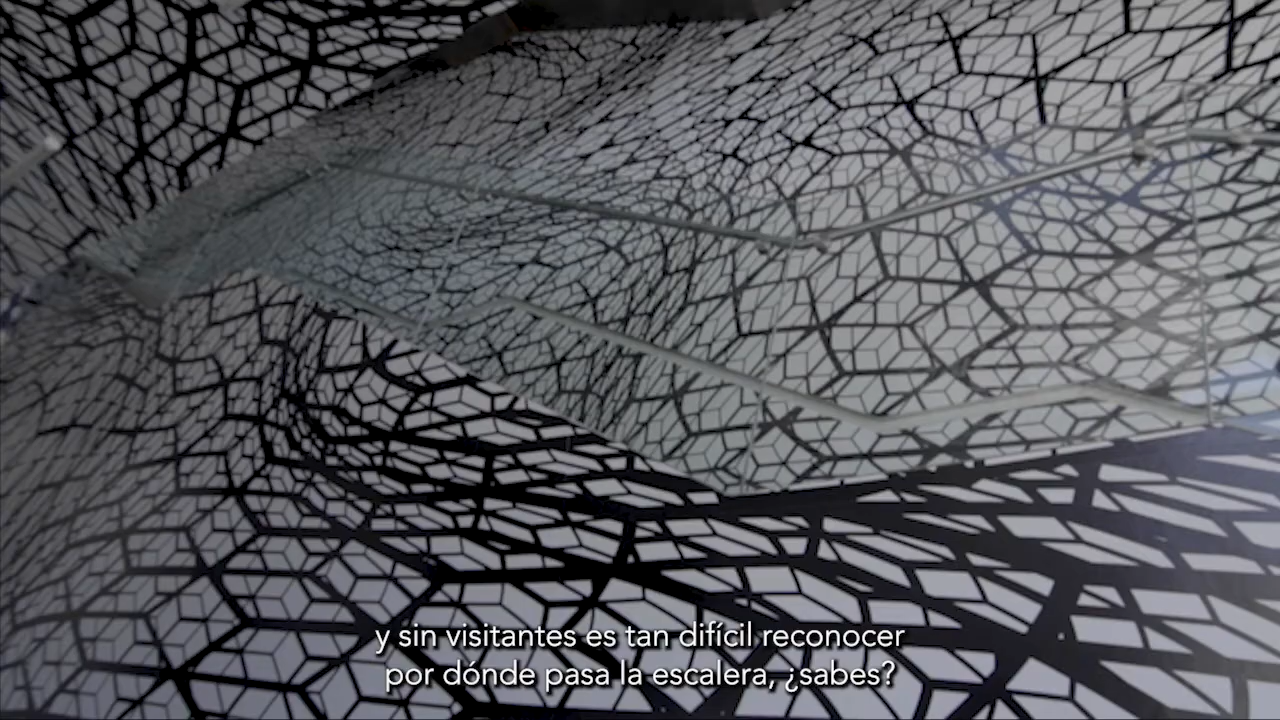 y sin visitantes es tan difícil reconocer
por dónde pasa la escalera, ¿sabes?